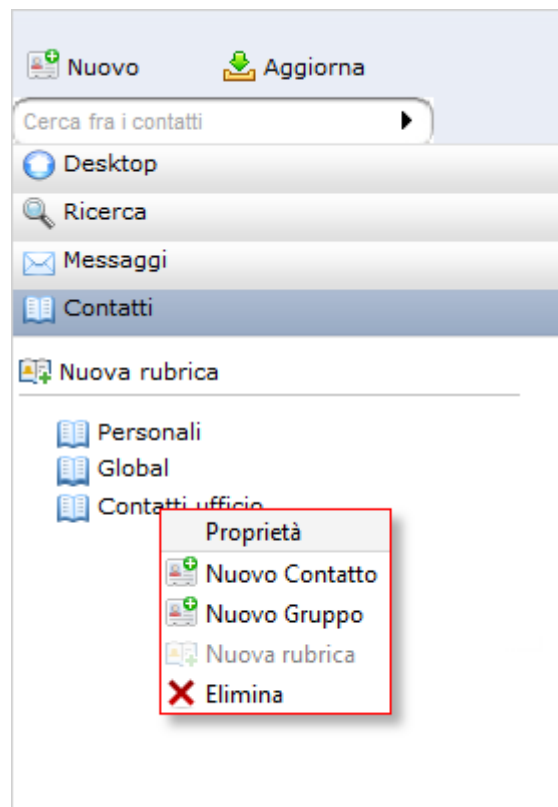 Nuovo Aggiorna
Cerca fra i contatti
Desktop
Ricerca
Messaggi
Contatti
Nuova rubrica
Personali
Global
Contatti ufficio
Proprietà
Nuovo Contatto
Nuovo Gruppo
Nuova rubrica
Elimina